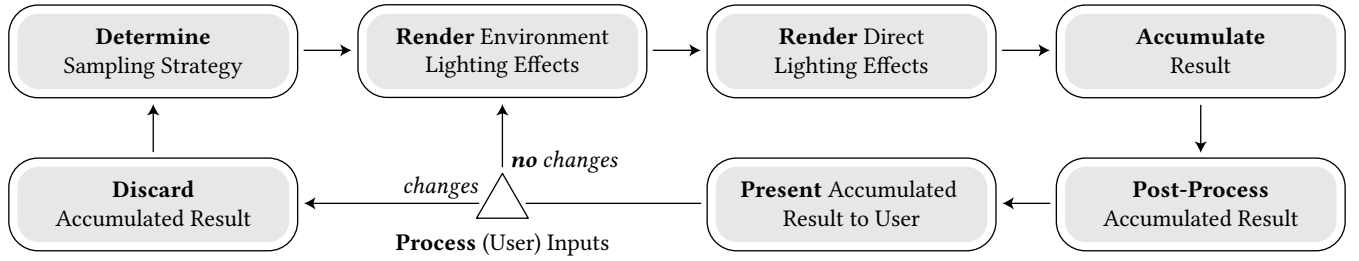 Determine
Sampling Strategy
Render Environment
Lighting Effects
Render Direct
Lighting Effects
Accumulate
Result
no changes
changes
Discard
Accumulated Result
Process (User) Inputs
Present Accumulated
Result to User
Post-Process
Accumulated Result